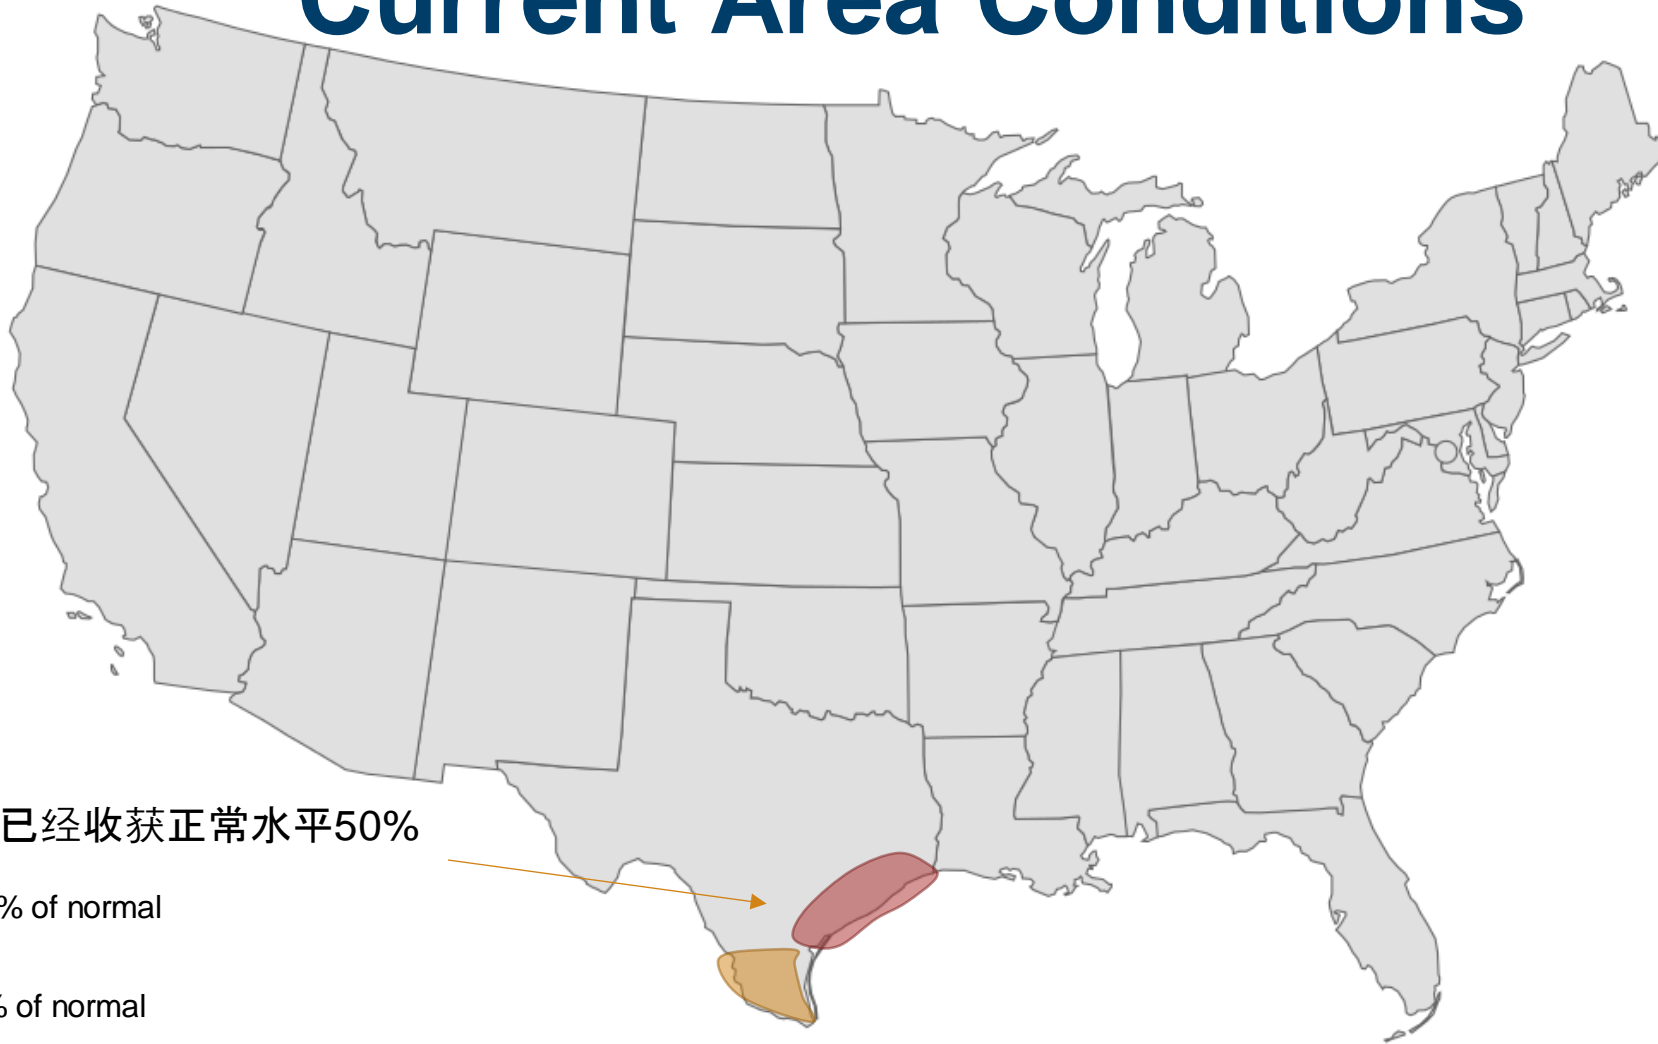 Current Area Conditions
已经收获正常水平50%
% of normal
% of normal